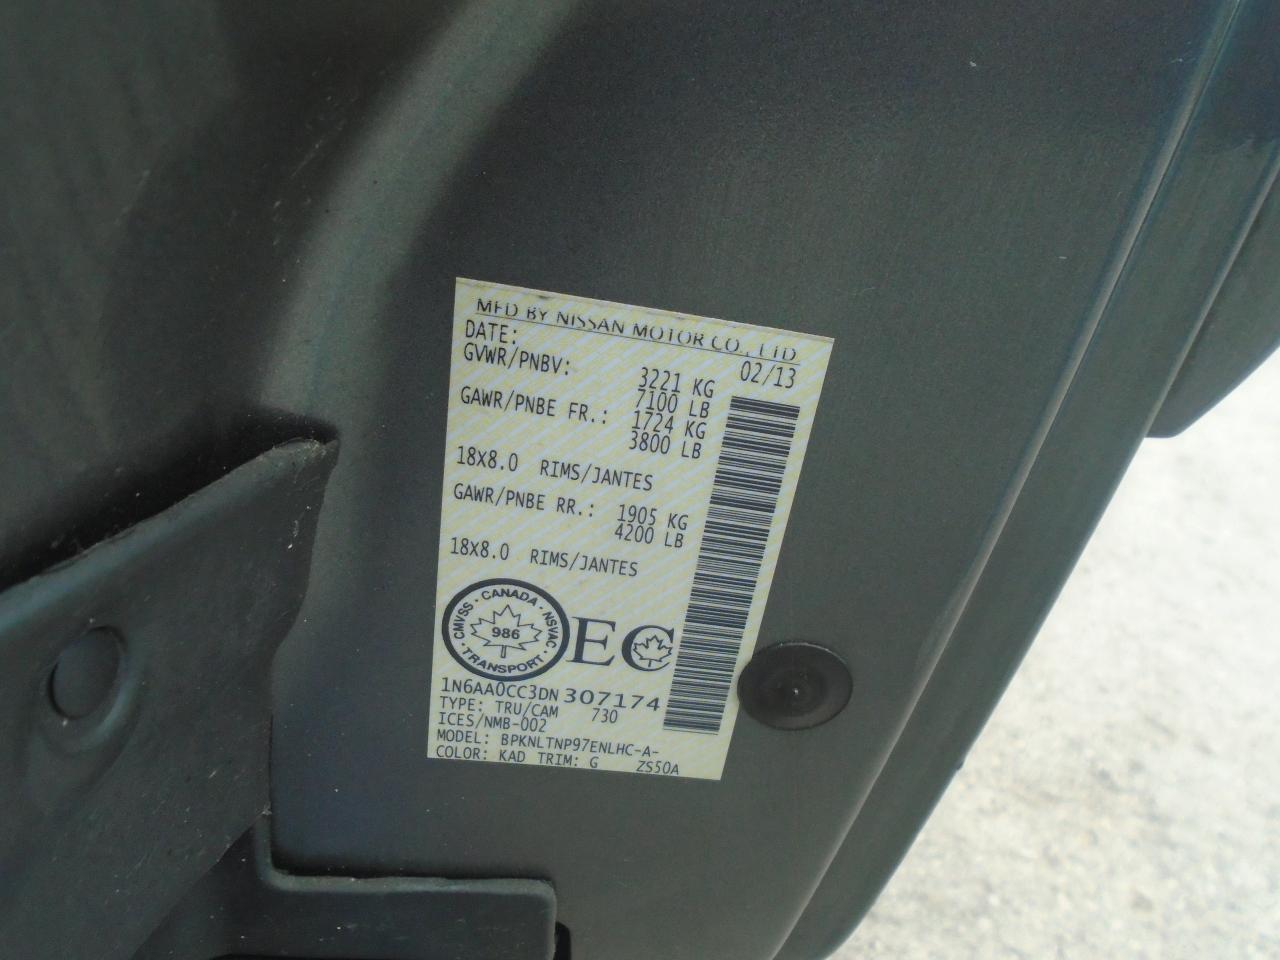 MFD BY NISSAN MOTOR CO., LTD
DATE: 02/13
GVWR/PNBV: 3221 KG
7100 LB
GAWR/PNBE FR.: 1724 KG
3800 LB
18x8.0 RIMS/JANTES
GAWR/PNBE RR.: 1905 KG
4200 LB
18x8.0 RIMS/JANTES
CMVSS · CANADA · NSVAC · TRANSPORT ·
986
EC
1N6AA0CC3DN307174
TYPE: TRU/CAM 730
ICES/NMB-002
MODEL: BPKNLTNP97ENLHC-A-
COLOR: KAD TRIM: G ZS50A